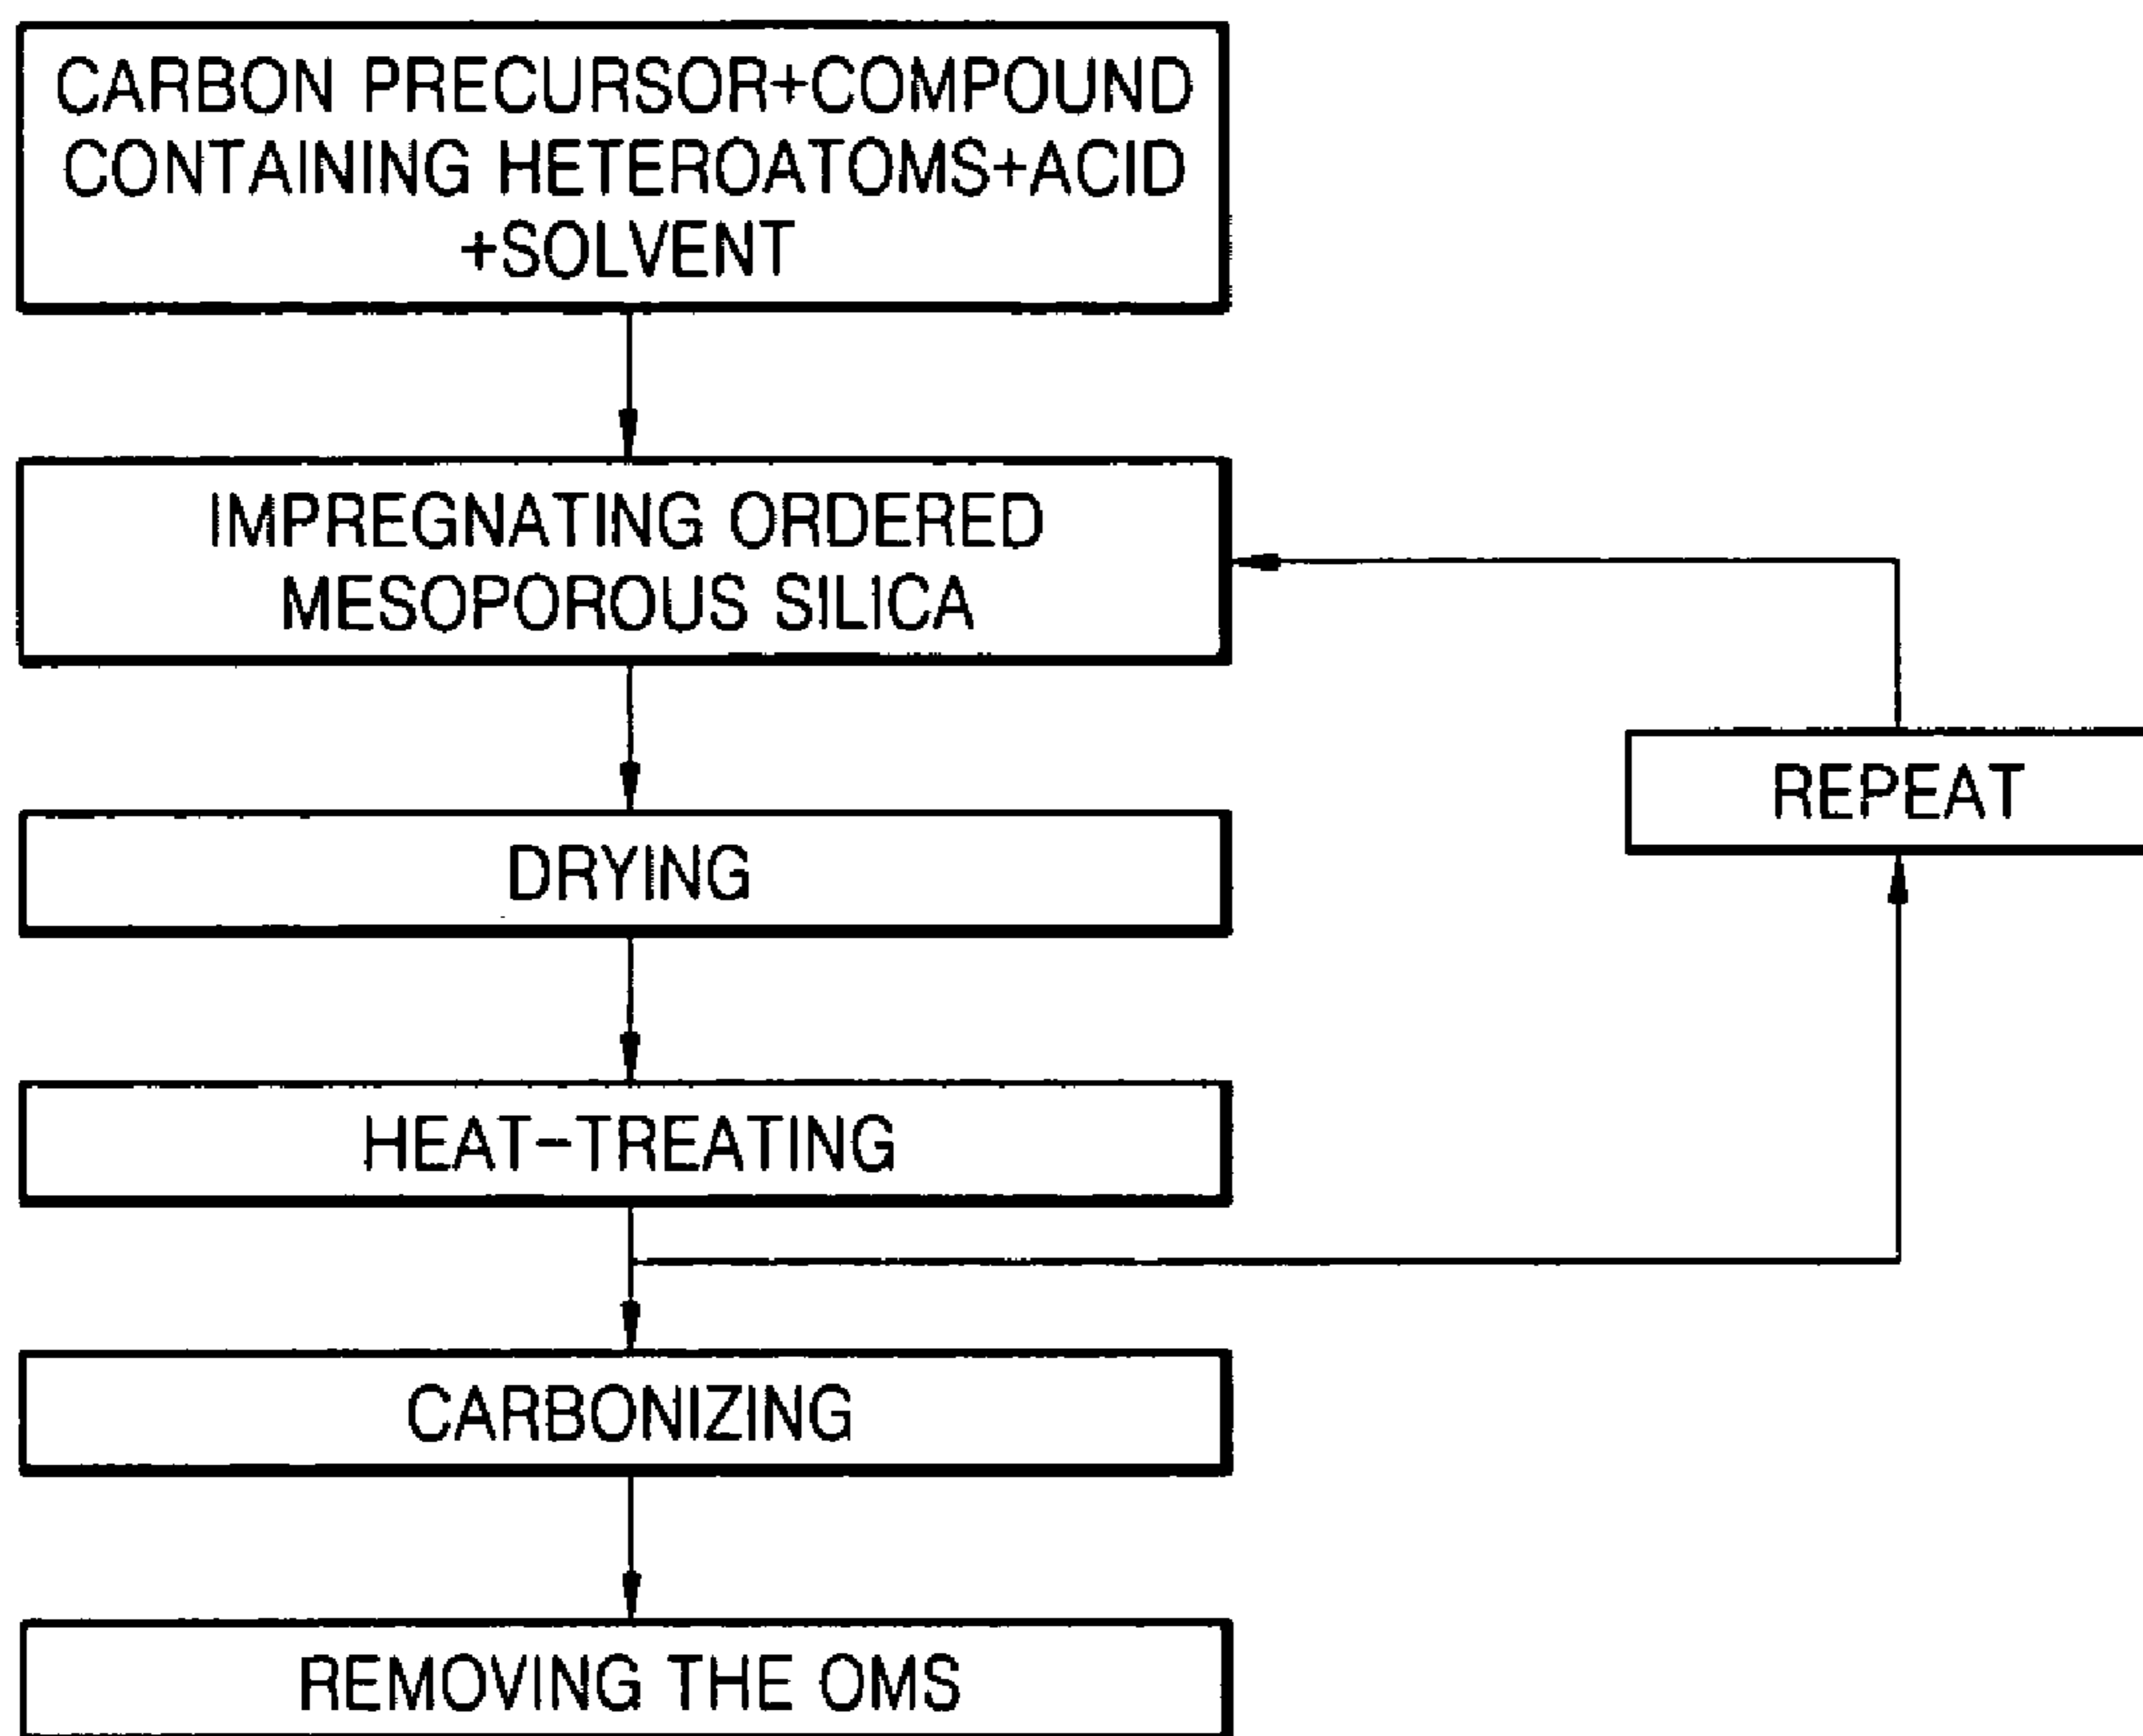 CARBON PRECURSOR+COMPOUND
CONTAINING HETEROATOMS+ACID
+SOLVENT
IMPREGNATING ORDERED
MESOPOROUS SILICA
REPEAT
DRYING
HEAT-TREATING
CARBONIZING
REMOVING THE OMS